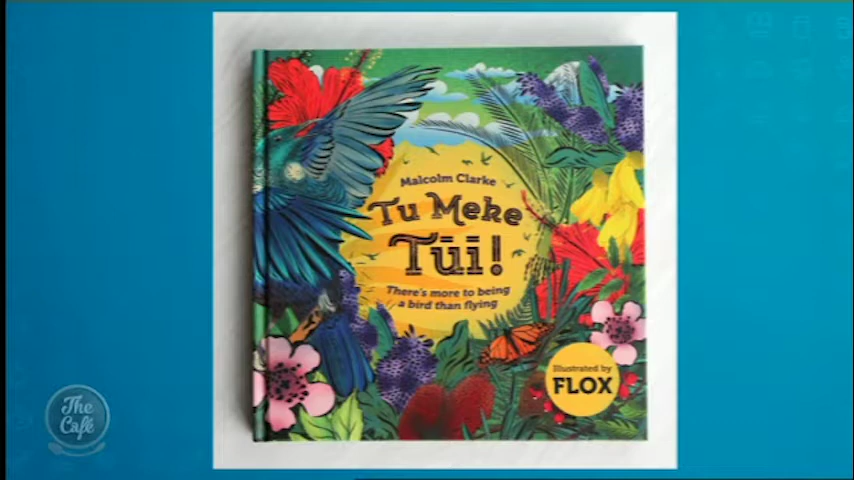 Malcolm Clarke
Tu Meke
Tūī!
There's more to being
a bird than flying
Illustrated by
FLOX
The
Café